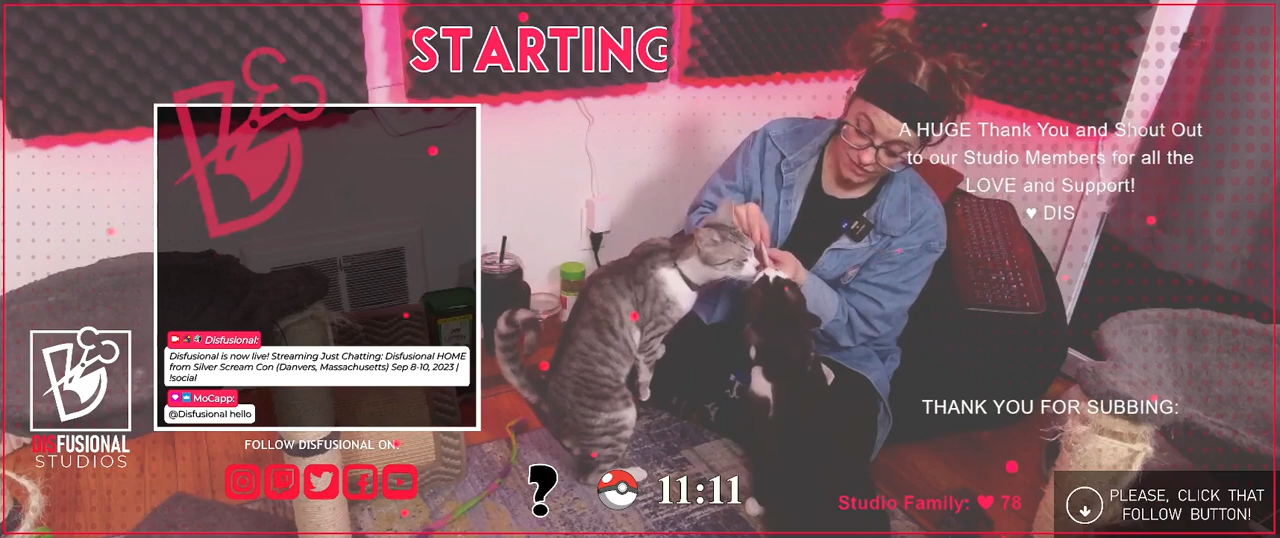 STARTING
A HUGE Thank You and Shout Out
to our Studio Members for all the
LOVE and Support!
♥ DIS
Disfusional:
Disfusional is now live! Streaming Just Chatting: Disfusional HOME
from Silver Scream Con (Danvers, Massachusetts) Sep 8-10, 2023 |
!social
MoCapp:
@Disfusional hello
DISFUSIONAL
STUDIOS
FOLLOW DISFUSIONAL ON:
THANK YOU FOR SUBBING:
?
11:11
Studio Family: ♥ 78
PLEASE, CLICK THAT
FOLLOW BUTTON!